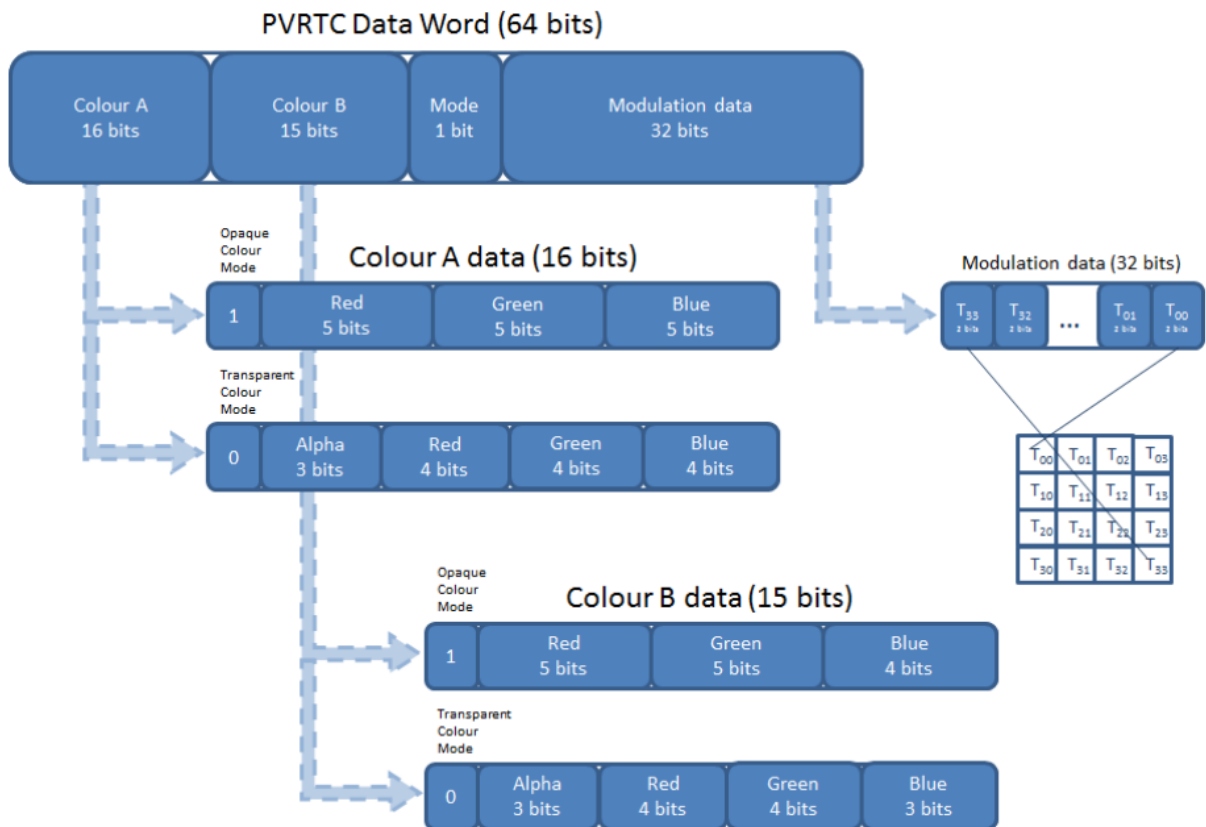 PVRTC Data Word (64 bits)
Colour A
16 bits
Colour B
15 bits
Mode
1 bit
Modulation data
32 bits
Opaque
Colour
Mode
Colour A data (16 bits)
1
Red
5 bits
Green
5 bits
Blue
5 bits
Transparent
Colour
Mode
0
Alpha
3 bits
Red
4 bits
Green
4 bits
Blue
4 bits
Modulation data (32 bits)
T33
2 bits
T32
2 bits
...
T01
2 bits
T00
2 bits
T00 T01 T02 T03
T10 T11 T12 T13
T20 T21 T22 T23
T30 T31 T32 T33
Opaque
Colour
Mode
Colour B data (15 bits)
1
Red
5 bits
Green
5 bits
Blue
4 bits
Transparent
Colour
Mode
0
Alpha
3 bits
Red
4 bits
Green
4 bits
Blue
3 bits